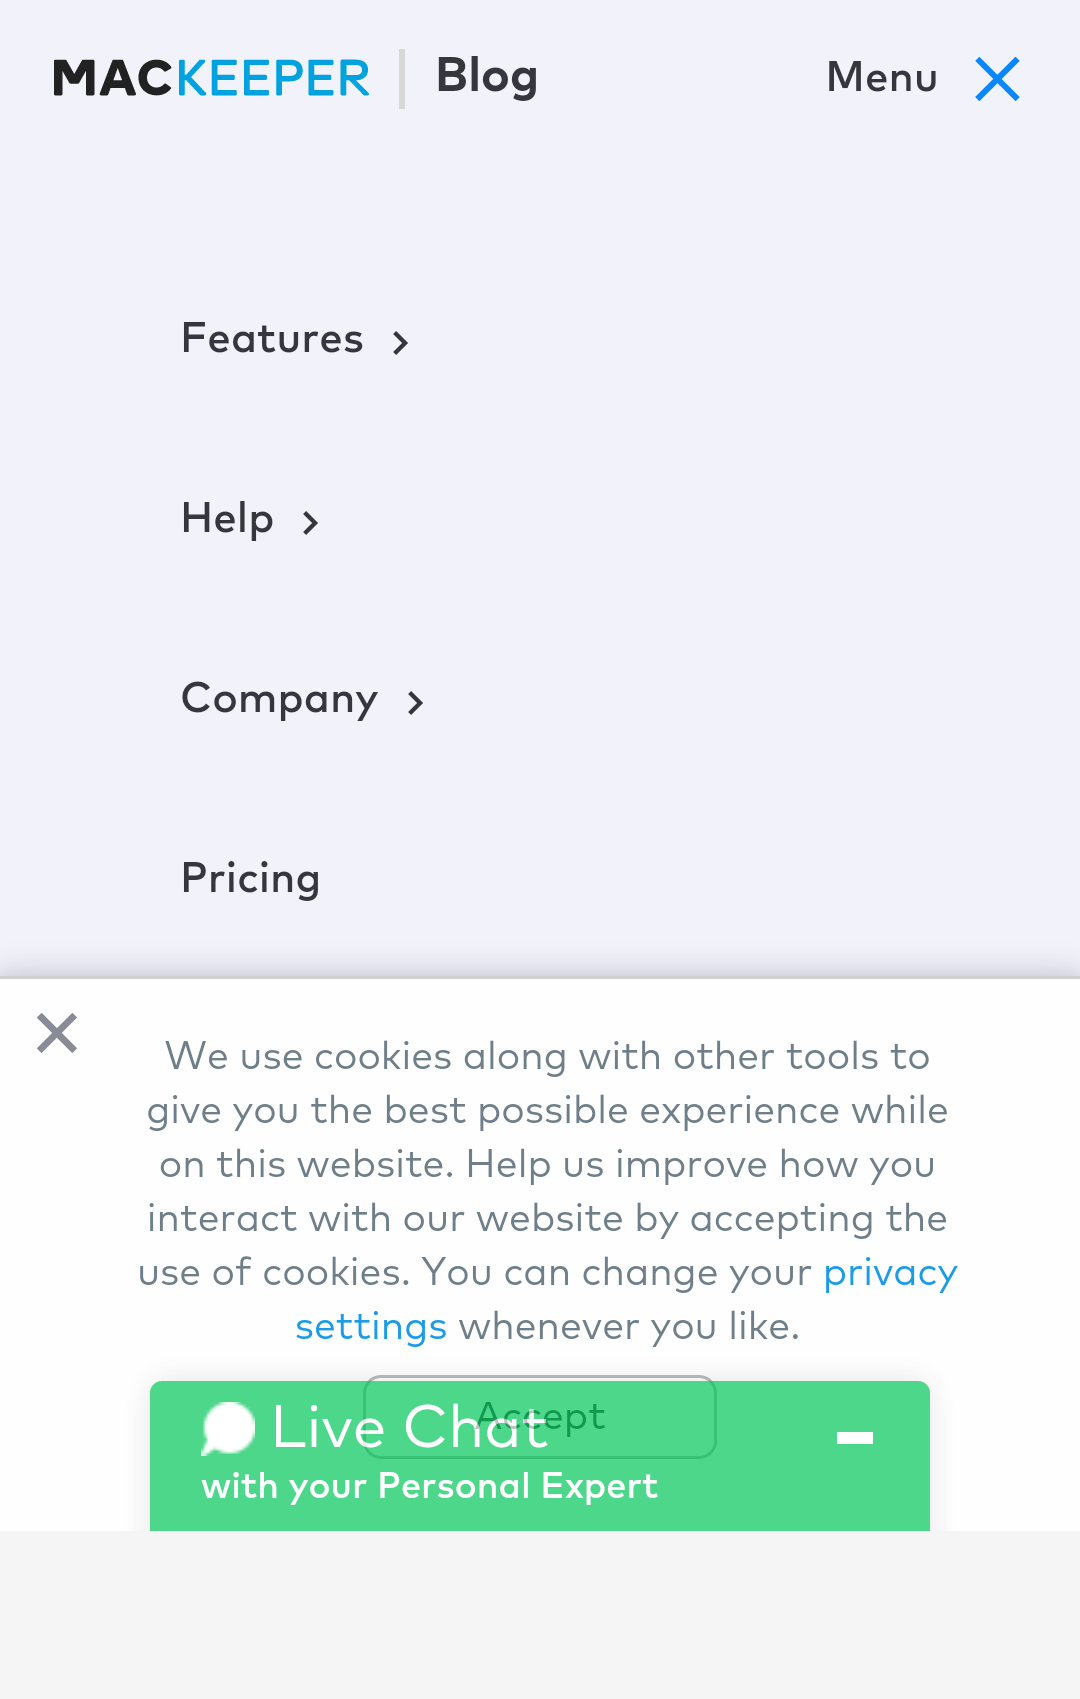 MACKEEPER Blog Menu
Features
Help
Company
Pricing
We use cookies along with other tools to
give you the best possible experience while
on this website. Help us improve how you
interact with our website by accepting the
use of cookies. You can change your privacy
settings whenever you like.
Accept
Live Chat
with your Personal Expert